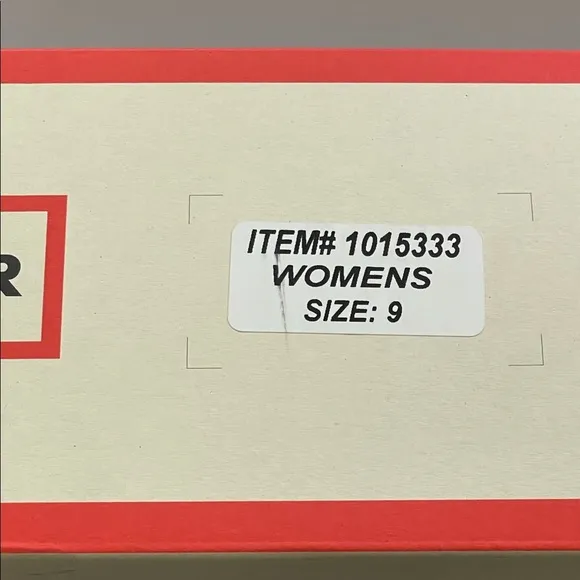 R
ITEM# 1015333
WOMENS
SIZE: 9